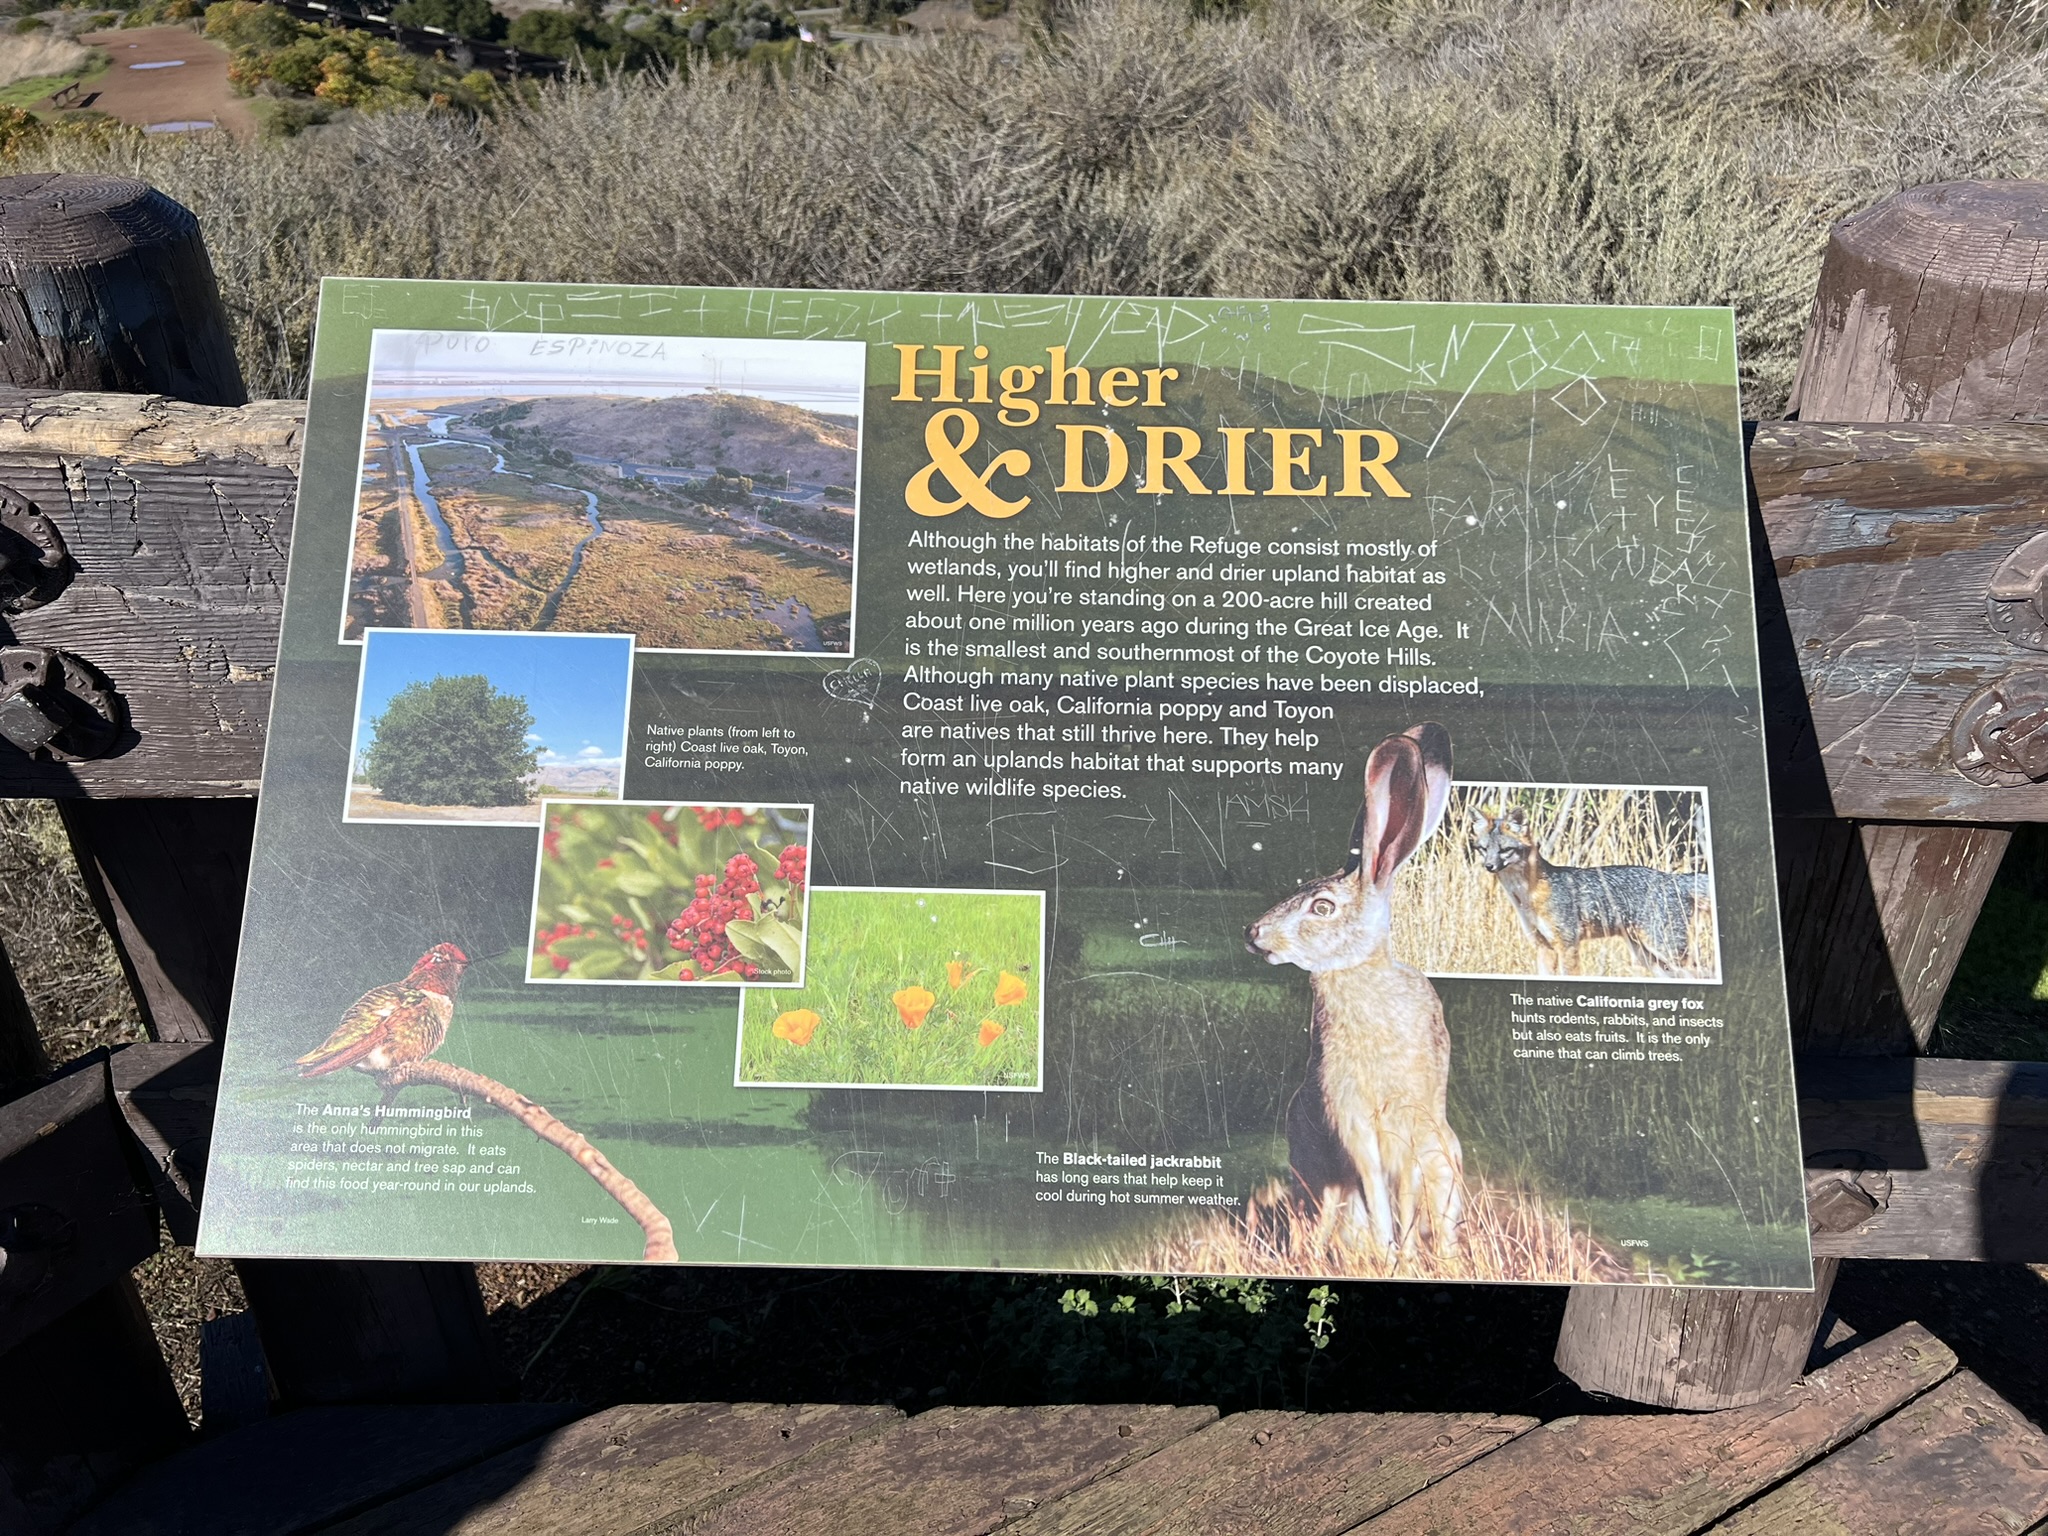 PURO ESPINOZA
Higher
& DRIER
Although the habitats of the Refuge consist mostly of
wetlands, you'll find higher and drier upland habitat as
well. Here you're standing on a 200-acre hill created
about one million years ago during the Great Ice Age. It
is the smallest and southernmost of the Coyote Hills.
Although many native plant species have been displaced,
Coast live oak, California poppy and Toyon
are natives that still thrive here. They help
form an uplands habitat that supports many
native wildlife species.
USFWS
Native plants (from left to
right) Coast live oak, Toyon,
California poppy.
iStock photo
USFWS
The Anna's Hummingbird
is the only hummingbird in this
area that does not migrate. It eats
spiders, nectar and tree sap and can
find this food year-round in our uplands.
Larry Wade
The Black-tailed jackrabbit
has long ears that help keep it
cool during hot summer weather.
The native California grey fox
hunts rodents, rabbits, and insects
but also eats fruits. It is the only
canine that can climb trees.
USFWS